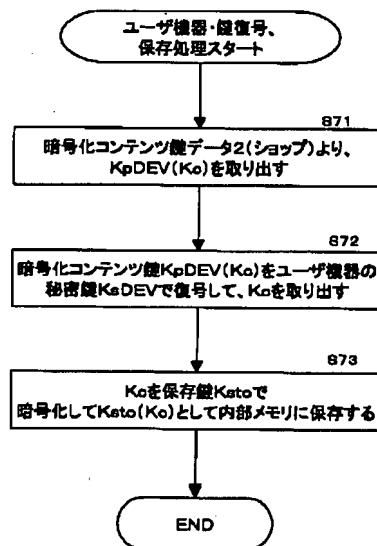 ユーザ機器・鍵復号、
保存処理スタート
S71
暗号化コンテンツ鍵データ2(ショップ)より、
KpDEV(Kc)を取り出す
S72
暗号化コンテンツ鍵KpDEV(Kc)をユーザ機器の
秘密鍵KsDEVで復号して、Kcを取り出す
S73
Kcを保存鍵Kstoで
暗号化してKsto(Kc)として内部メモリに保存する
END